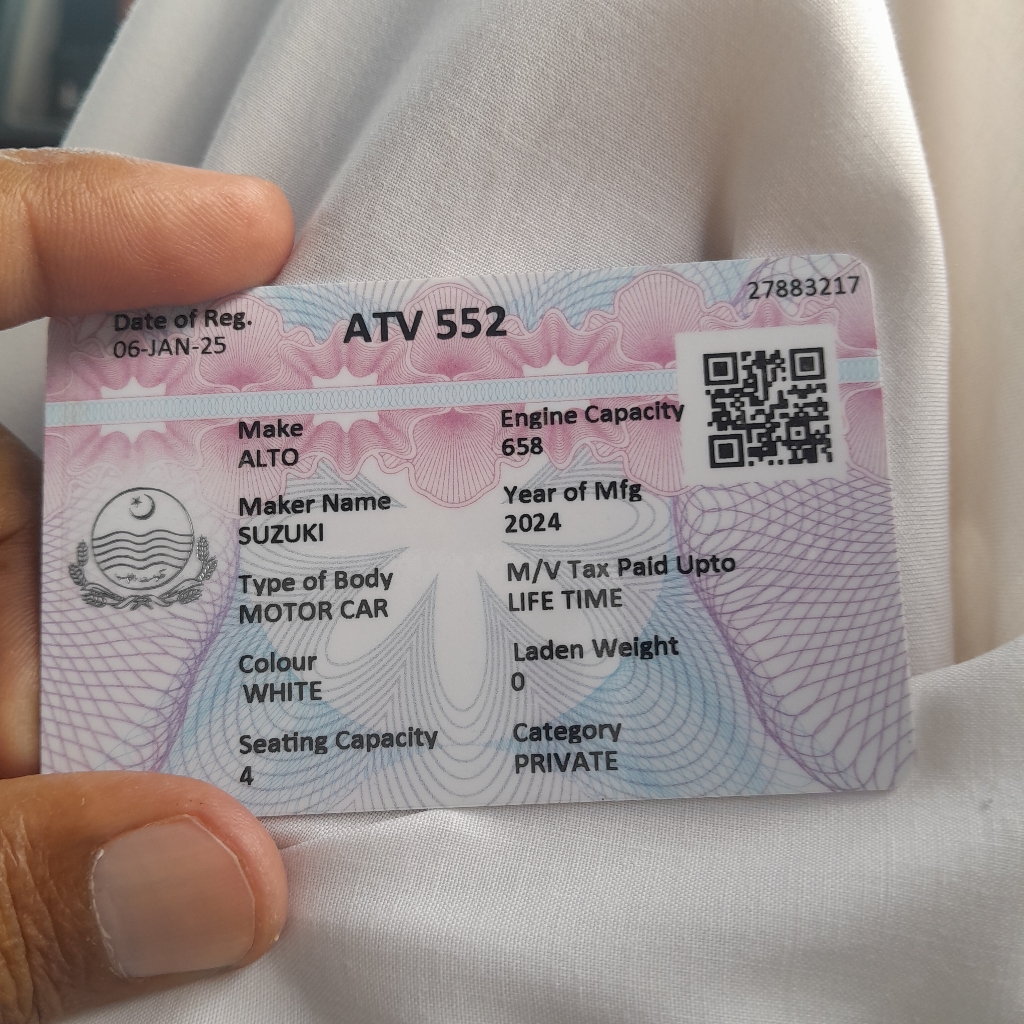 27883217
Date of Reg.
06-JAN-25
ATV 552
Make
ALTO
Engine Capacity
658
Maker Name
SUZUKI
Year of Mfg
2024
Type of Body
MOTOR CAR
M/V Tax Paid Upto
LIFE TIME
Colour
WHITE
Laden Weight
0
Seating Capacity
4
Category
PRIVATE